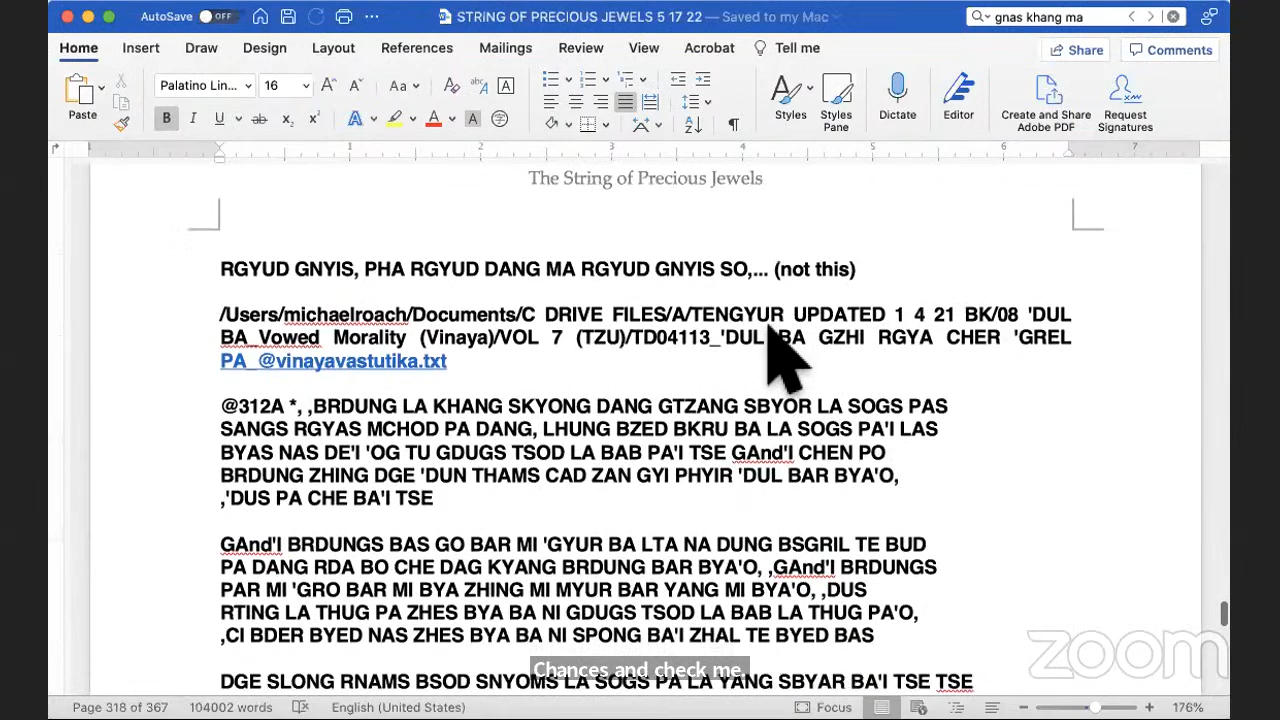 AutoSave OFF STRING OF PRECIOUS JEWELS 5 17 22 — Saved to my Mac gnas khang ma
Home Insert Draw Design Layout References Mailings Review View Acrobat Tell me Share Comments
Paste Palatino Lin... 16 Styles Styles Pane Dictate Editor Create and Share Adobe PDF Request Signatures
1 2 3 4 5 6 7
The String of Precious Jewels
RGYUD GNYIS, PHA RGYUD DANG MA RGYUD GNYIS SO,... (not this)
/Users/michaelroach/Documents/C DRIVE FILES/A/TENGYUR UPDATED 1 4 21 BK/08 'DUL
BA_Vowed Morality (Vinaya)/VOL 7 (TZU)/TD04113_'DUL BA GZHI RGYA CHER 'GREL
PA_@vinayavastutika.txt
@312A *, ,BRDUNG LA KHANG SKYONG DANG GTZANG SBYOR LA SOGS PAS
SANGS RGYAS MCHOD PA DANG, LHUNG BZED BKRU BA LA SOGS PA'I LAS
BYAS NAS DE'I 'OG TU GDUGS TSOD LA BAB PA'I TSE GAnd'I CHEN PO
BRDUNG ZHING DGE 'DUN THAMS CAD ZAN GYI PHYIR 'DUL BAR BYA'O,
,'DUS PA CHE BA'I TSE
GAnd'I BRDUNGS BAS GO BAR MI 'GYUR BA LTA NA DUNG BSGRIL TE BUD
PA DANG RDA BO CHE DAG KYANG BRDUNG BAR BYA'O, ,GAnd'I BRDUNGS
PAR MI 'GRO BAR MI BYA ZHING MI MYUR BAR YANG MI BYA'O, ,DUS
RTING LA THUG PA ZHES BYA BA NI GDUGS TSOD LA BAB LA THUG PA'O,
,CI BDER BYED NAS ZHES BYA BA NI SPONG BA'I ZHAL TE BYED BAS
DGE SLONG RNAMS BSOD SNYOMS LA SOGS PA LA YANG SBYAR BA'I TSE TSE
Chances and check me.
zoom
Page 318 of 367 104002 words English (United States) Focus 176%